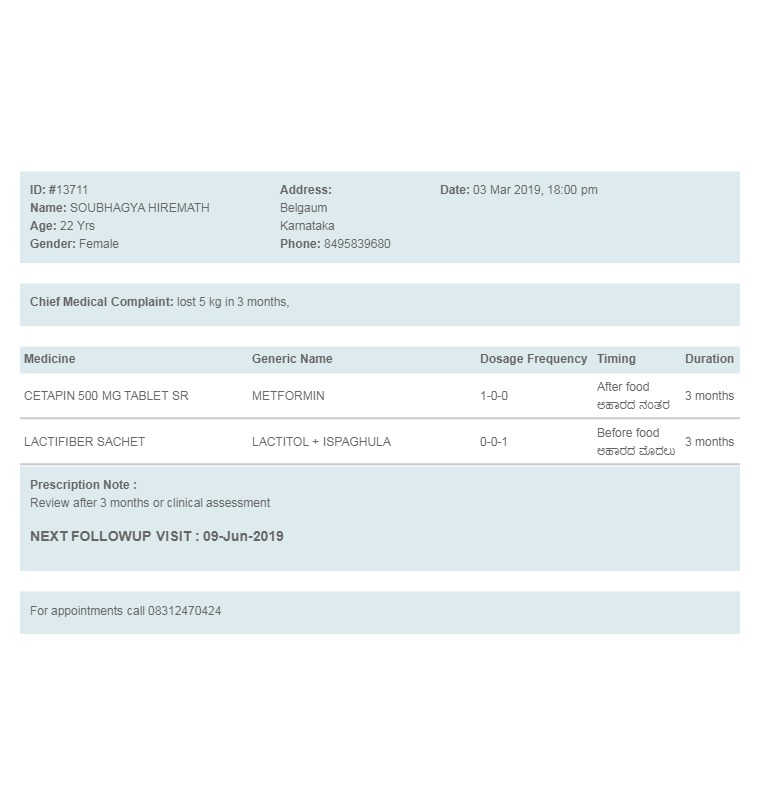 ID: #13711
Name: SOUBHAGYA HIREMATH
Age: 22 Yrs
Gender: Female
Address:
Belgaum
Karnataka
Phone: 8495839680
Date: 03 Mar 2019, 18:00 pm
Chief Medical Complaint: lost 5 kg in 3 months,
Medicine Generic Name Dosage Frequency Timing Duration
CETAPIN 500 MG TABLET SR METFORMIN 1-0-0 After food 3 months
ಆಹಾರದ ನಂತರ
LACTIFIBER SACHET LACTITOL + ISPAGHULA 0-0-1 Before food 3 months
ಆಹಾರದ ಮೊದಲು
Prescription Note :
Review after 3 months or clinical assessment
NEXT FOLLOWUP VISIT : 09-Jun-2019
For appointments call 08312470424